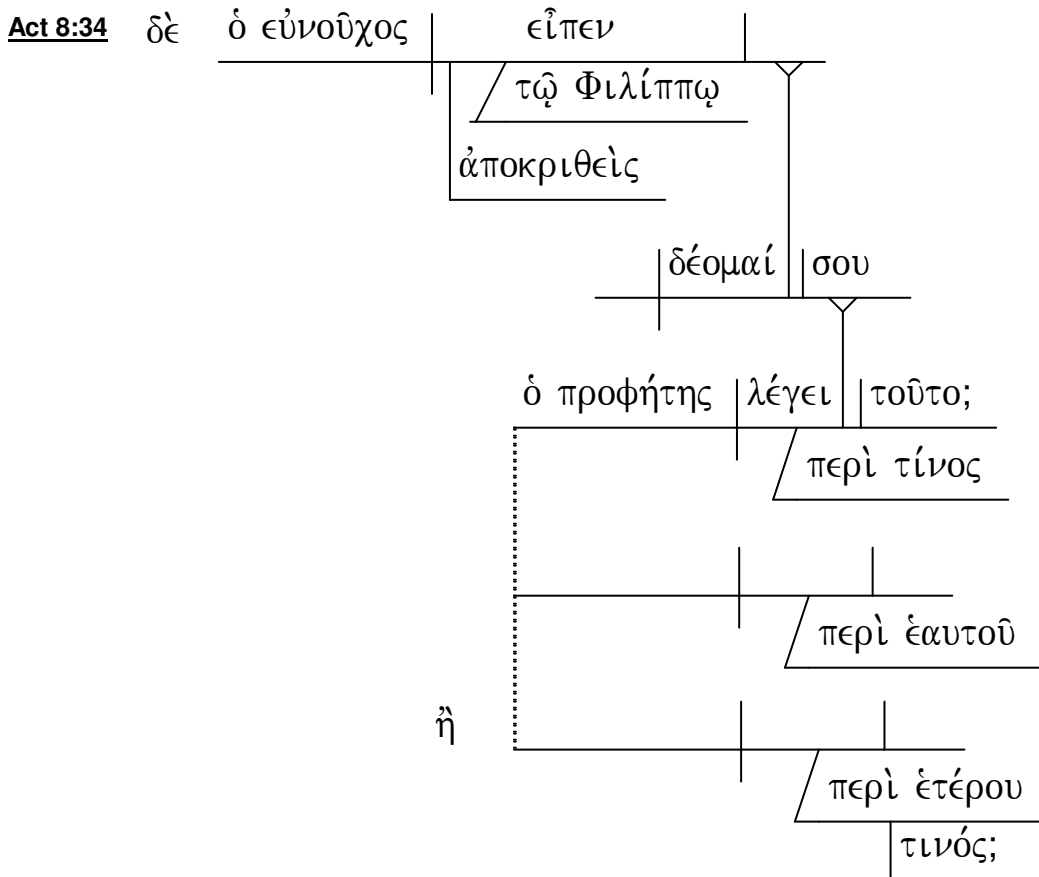 Act 8:34 δὲ ὁ εὐνοῦχος εἶπεν
τῷ Φιλίππῳ
ἀποκριθεὶς
δέομαί σου
ὁ προφήτης λέγει τοῦτο;
περὶ τίνος
περὶ ἑαυτοῦ
ἢ
περὶ ἑτέρου
τινός;